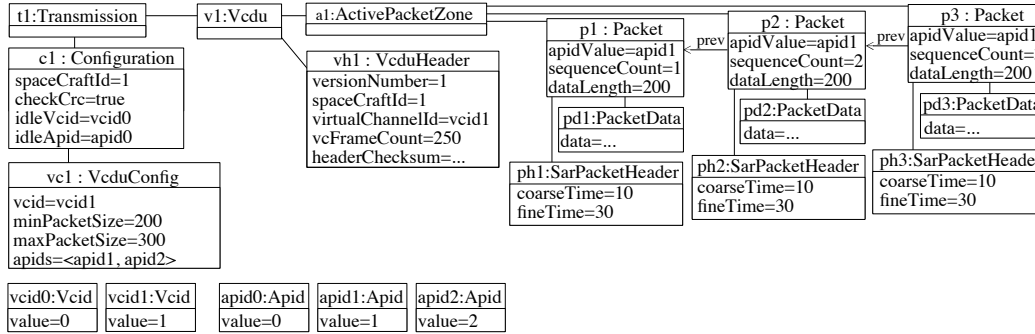 t1:Transmission
v1:Vcdu
a1:ActivePacketZone
c1 : Configuration
spaceCraftId=1
checkCrc=true
idleVcid=vcid0
idleApid=apid0
vc1 : VcduConfig
vcid=vcid1
minPacketSize=200
maxPacketSize=300
apids=<apid1, apid2>
vh1 : VcduHeader
versionNumber=1
spaceCraftId=1
virtualChannelId=vcid1
vcFrameCount=250
headerChecksum=...
p1 : Packet
apidValue=apid1
sequenceCount=1
dataLength=200
prev
p2 : Packet
apidValue=apid1
sequenceCount=2
dataLength=200
prev
p3 : Packet
apidValue=apid1
sequenceCount=
dataLength=200
pd1:PacketData
data=...
pd2:PacketData
data=...
pd3:PacketData
data=...
ph1:SarPacketHeader
coarseTime=10
fineTime=30
ph2:SarPacketHeader
coarseTime=10
fineTime=30
ph3:SarPacketHeade
coarseTime=10
fineTime=30
vcid0:Vcid
value=0
vcid1:Vcid
value=1
apid0:Apid
value=0
apid1:Apid
value=1
apid2:Apid
value=2